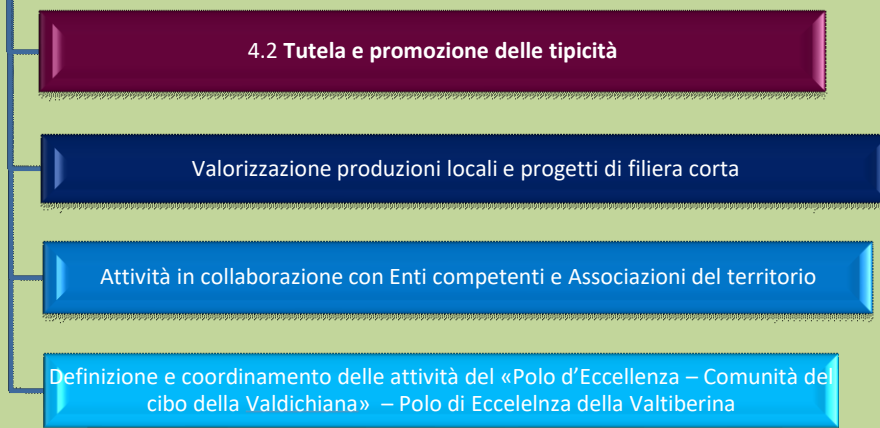 4.2 Tutela e promozione delle tipicità
Valorizzazione produzioni locali e progetti di filiera corta
Attività in collaborazione con Enti competenti e Associazioni del territorio
Definizione e coordinamento delle attività del «Polo d’Eccellenza – Comunità del
cibo della Valdichiana» – Polo di Eccelelnza della Valtiberina